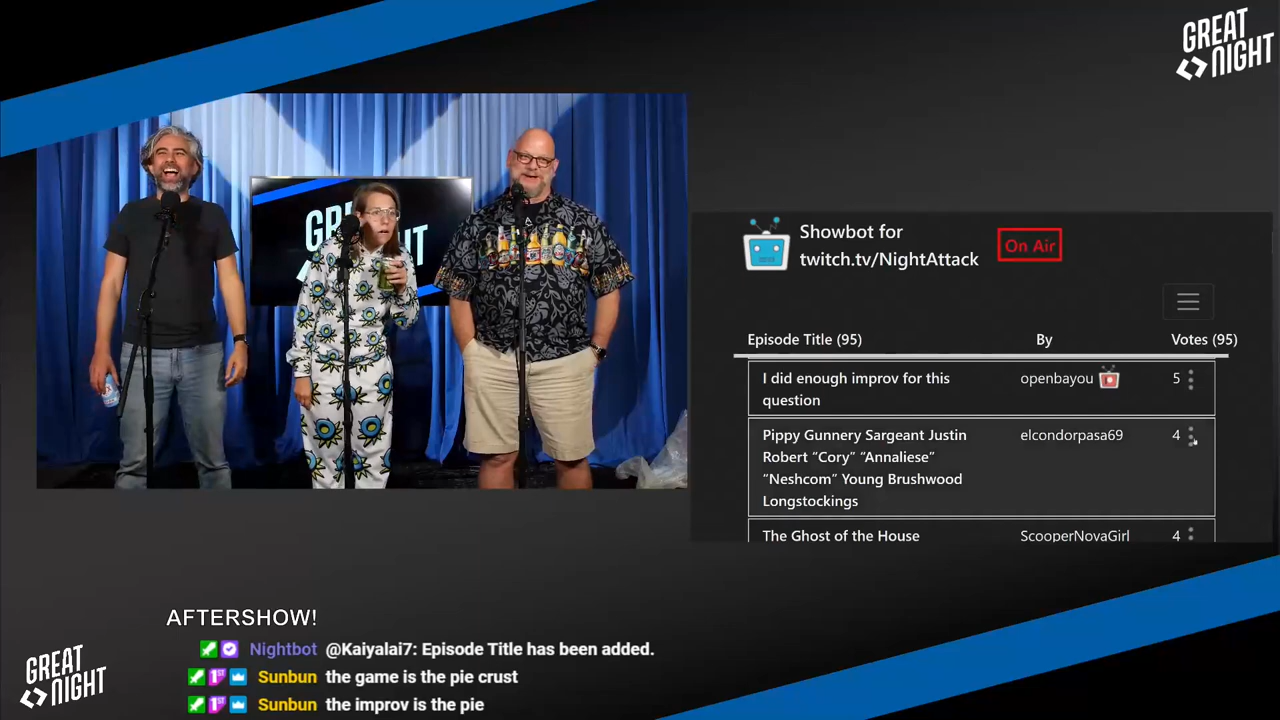 GREAT
NIGHT
Showbot for
twitch.tv/NightAttack
On Air
Episode Title (95) By Votes (95)
I did enough improv for this openbayou 5
question
Pippy Gunnery Sargeant Justin elcondorpasa69 4
Robert “Cory” “Annaliese”
“Neshcom” Young Brushwood
Longstockings
The Ghost of the House ScooperNovaGirl 4
AFTERSHOW!
Nightbot @Kaiyalai7: Episode Title has been added.
Sunbun the game is the pie crust
Sunbun the improv is the pie
GREAT
NIGHT